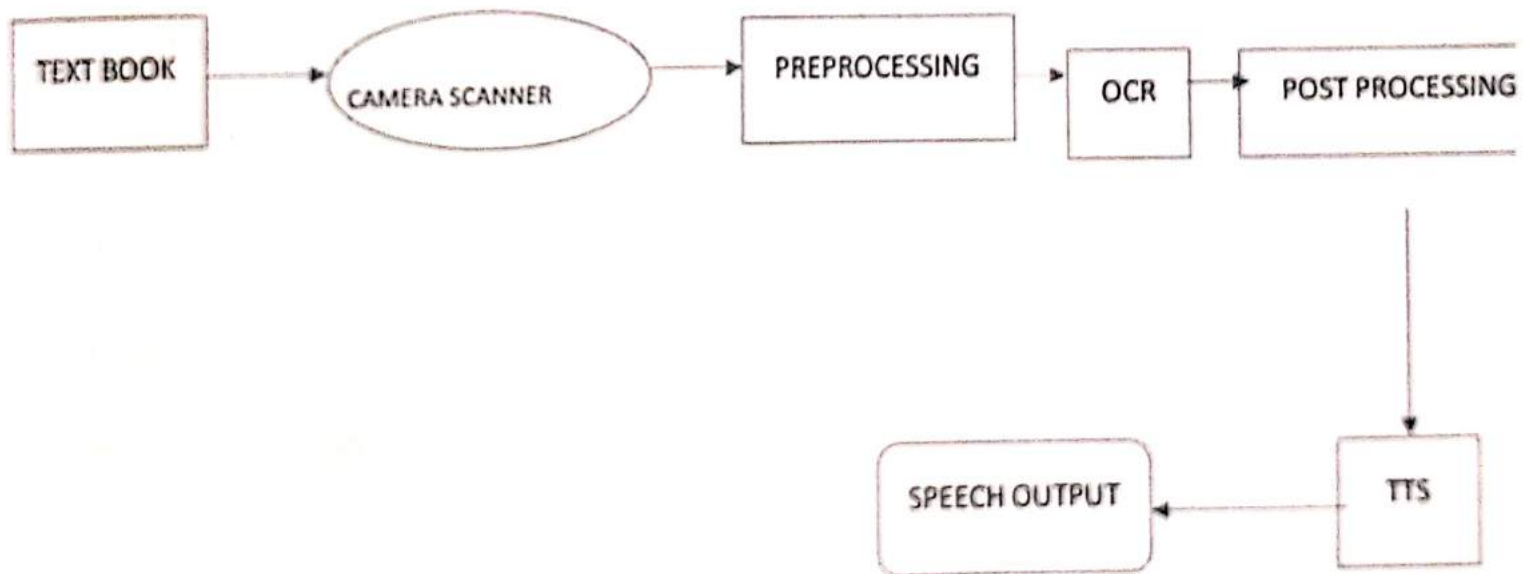 TEXT BOOK
CAMERA SCANNER
PREPROCESSING
OCR
POST PROCESSING
SPEECH OUTPUT
TTS